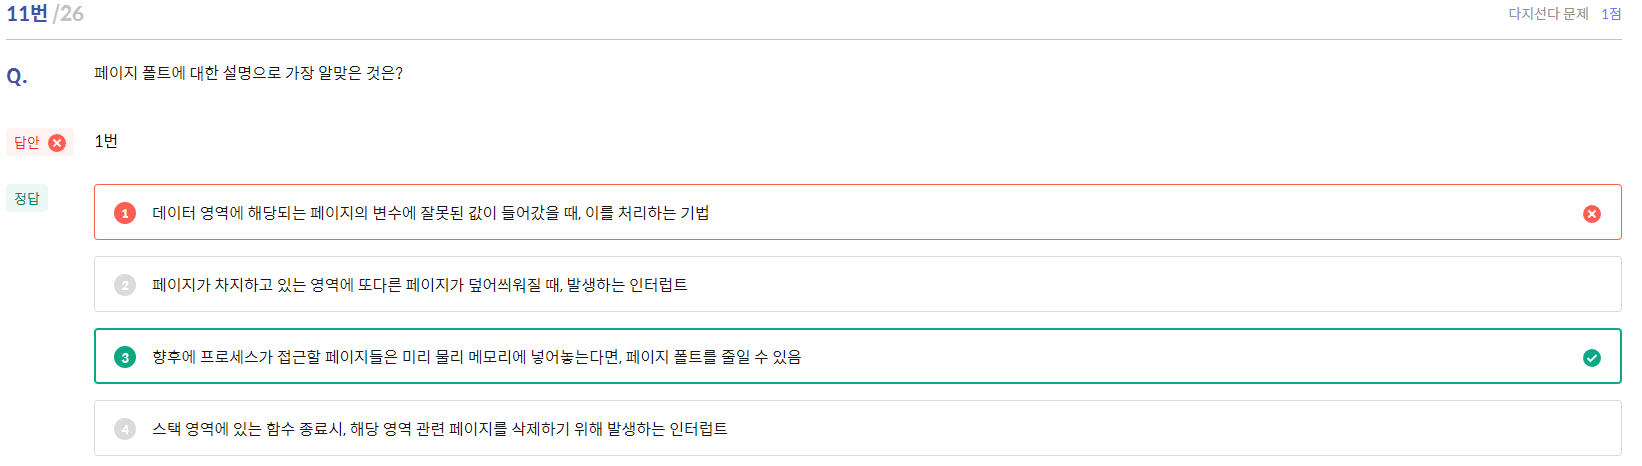 11번 /26
다지선다 문제 1점
Q. 페이지 폴트에 대한 설명으로 가장 알맞은 것은?
답안 1번
정답
1 데이터 영역에 해당되는 페이지의 변수에 잘못된 값이 들어갔을 때, 이를 처리하는 기법
2 페이지가 차지하고 있는 영역에 또다른 페이지가 덮어씌워질 때, 발생하는 인터럽트
3 향후에 프로세스가 접근할 페이지들은 미리 물리 메모리에 넣어놓는다면, 페이지 폴트를 줄일 수 있음
4 스택 영역에 있는 함수 종료시, 해당 영역 관련 페이지를 삭제하기 위해 발생하는 인터럽트